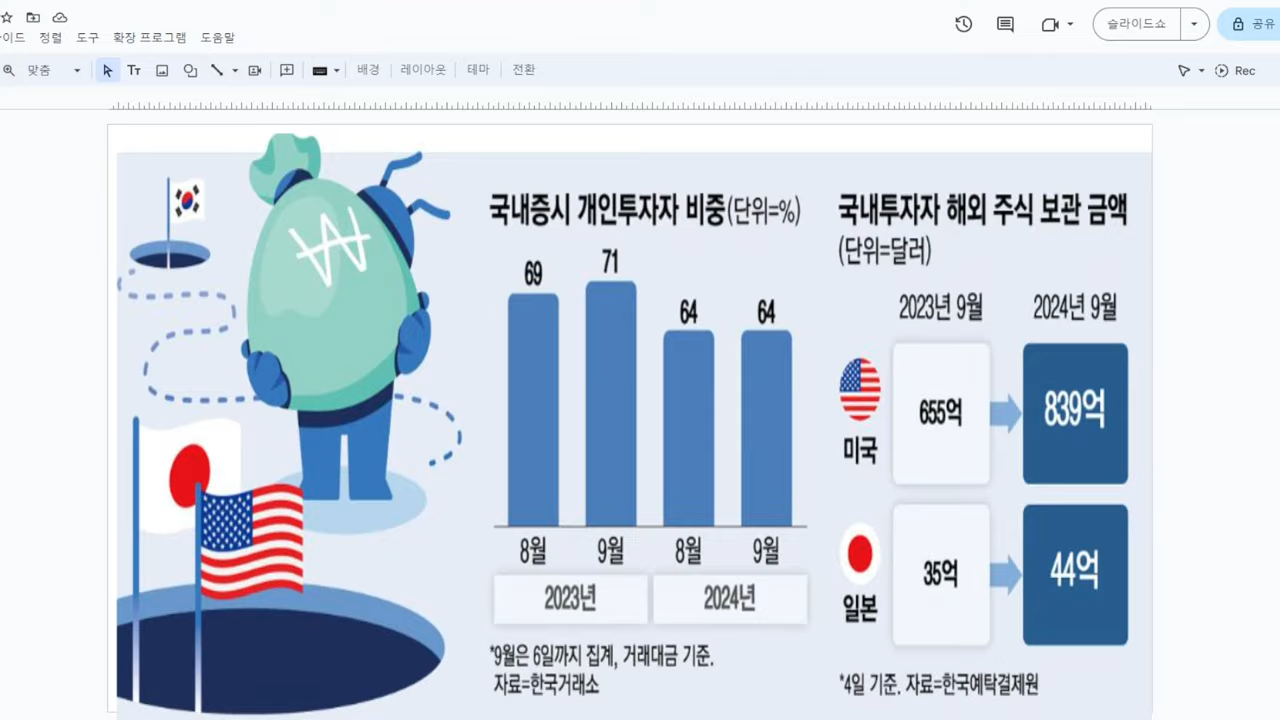 이드 정렬 도구 확장 프로그램 도움말
슬라이드쇼
공유
맞춤
배경
레이아웃
테마
전환
Rec
국내증시 개인투자자 비중(단위=%)
69
71
64
64
8월
9월
8월
9월
2023년
2024년
*9월은 6일까지 집계, 거래대금 기준.
자료=한국거래소
국내투자자 해외 주식 보관 금액
(단위=달러)
2023년 9월
2024년 9월
미국
655억
839억
일본
35억
44억
*4일 기준. 자료=한국예탁결제원